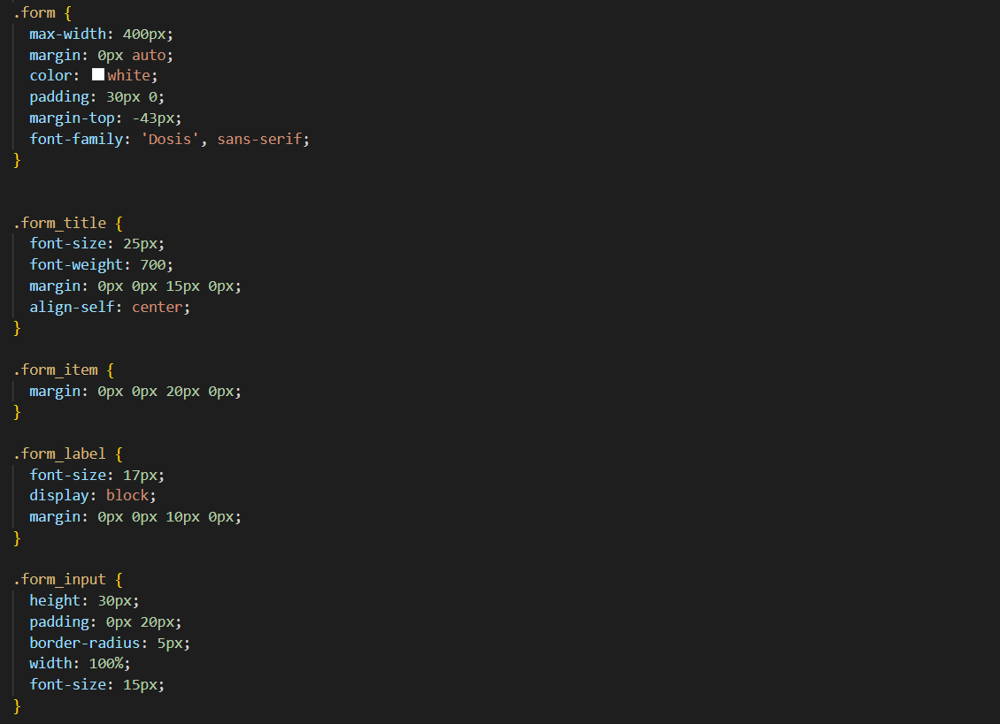 .form {
  max-width: 400px;
  margin: 0px auto;
  color: white;
  padding: 30px 0;
  margin-top: -43px;
  font-family: 'Dosis', sans-serif;
}
.form_title {
  font-size: 25px;
  font-weight: 700;
  margin: 0px 0px 15px 0px;
  align-self: center;
}
.form_item {
  margin: 0px 0px 20px 0px;
}
.form_label {
  font-size: 17px;
  display: block;
  margin: 0px 0px 10px 0px;
}
.form_input {
  height: 30px;
  padding: 0px 20px;
  border-radius: 5px;
  width: 100%;
  font-size: 15px;
}